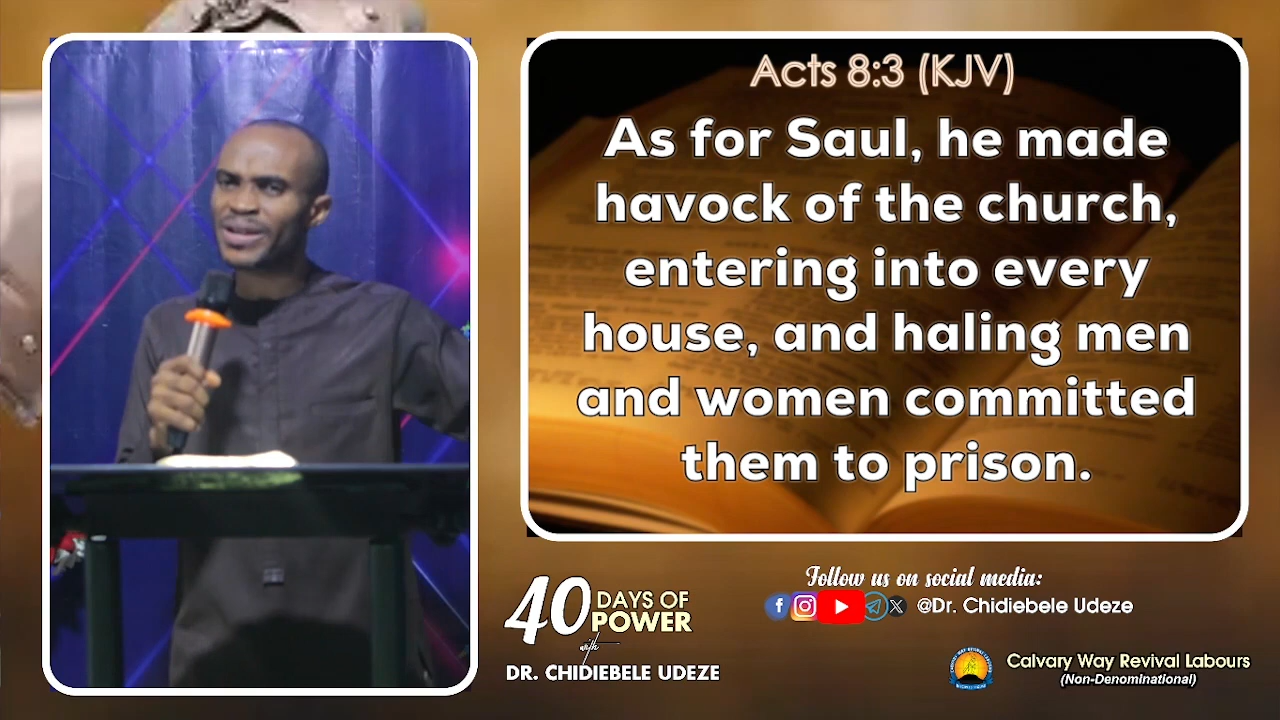 Acts 8:3 (KJV)
As for Saul, he made
havock of the church,
entering into every
house, and haling men
and women committed
them to prison.
40 DAYS OF
POWER
with
DR. CHIDIEBELE UDEZE
Follow us on social media:
@Dr. Chidiebele Udeze
Calvary Way Revival Labours
(Non-Denominational)